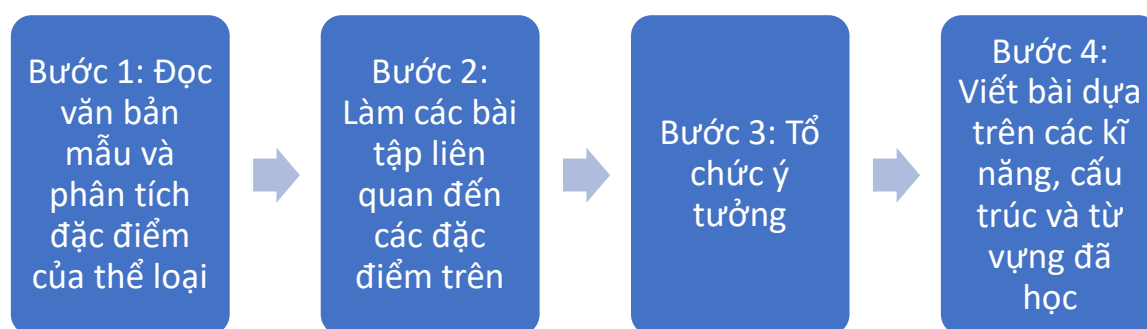 Bước 1: Đọc
văn bản
mẫu và
phân tích
đặc điểm
của thể loại
Bước 2:
Làm các bài
tập liên
quan đến
các đặc
điểm trên
Bước 3: Tổ
chức ý
tưởng
Bước 4:
Viết bài dựa
trên các kĩ
năng, cấu
trúc và từ
vựng đã
học